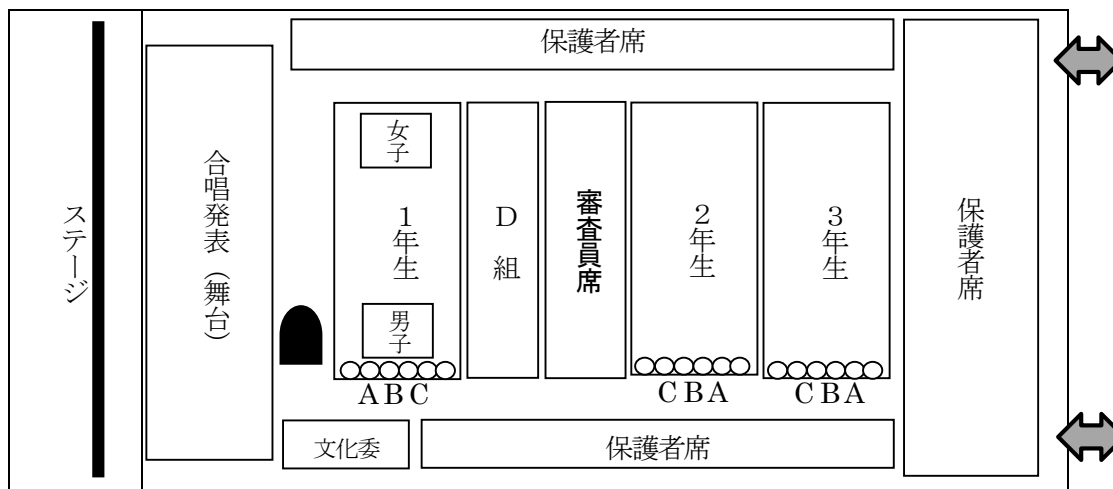 ステージ
合唱発表（舞台）
保護者席
女子
１年生
男子
ＡＢＣ
Ｄ組
審査員席
２年生
ＣＢＡ
３年生
ＣＢＡ
保護者席
文化委
保護者席